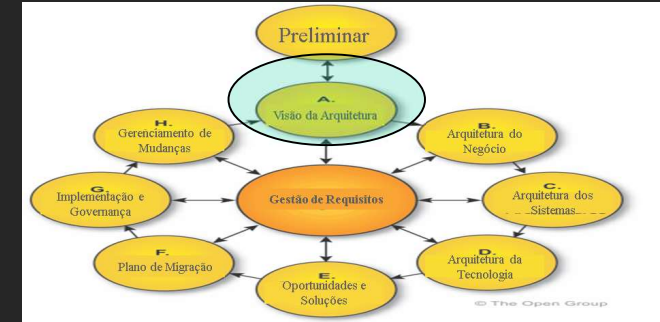 Preliminar
A.
Visão da Arquitetura
H.
Gerenciamento de
Mudanças
B.
Arquitetura do
Negócio
G.
Implementação e
Governança
Gestão de Requisitos
C.
Arquitetura dos
Sistemas
F.
Plano de Migração
E.
Oportunidades e
Soluções
D.
Arquitetura da
Tecnologia
© The Open Group